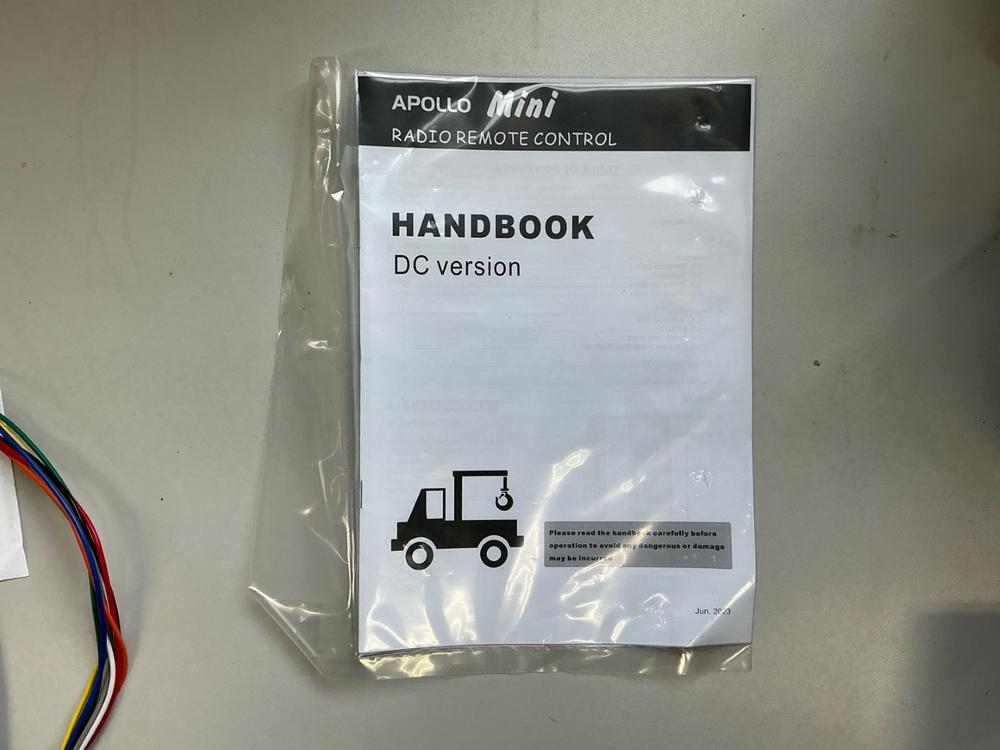 APOLLO Mini
RADIO REMOTE CONTROL
HANDBOOK
DC version
Please read the handbook carefully before
operation to avoid any dangerous or damage
may be incurred
Jun, 2023